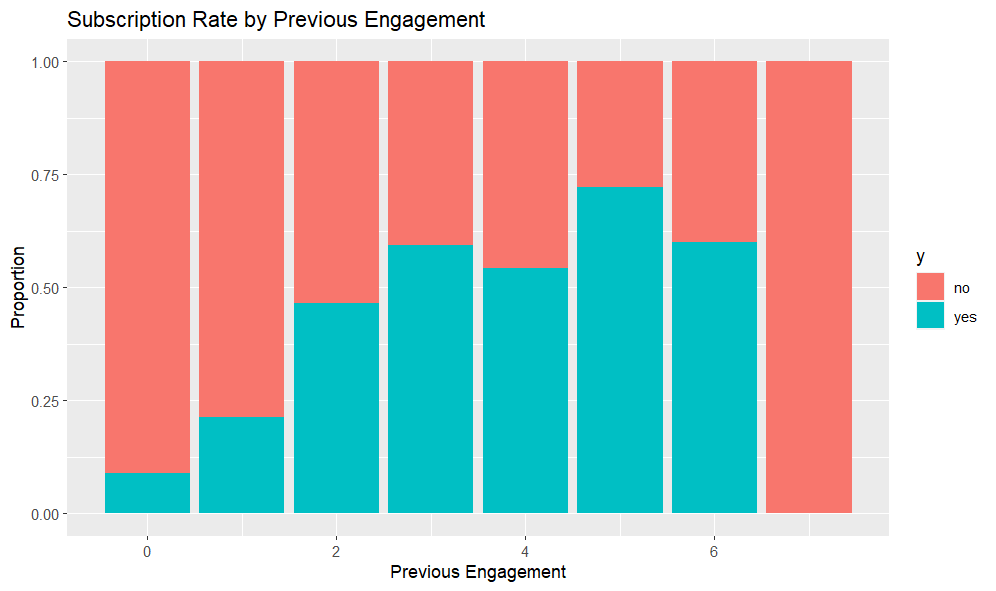 Subscription Rate by Previous Engagement
1.00
0.75
0.50
0.25
0.00
Proportion
0 2 4 6
Previous Engagement
y
no
yes